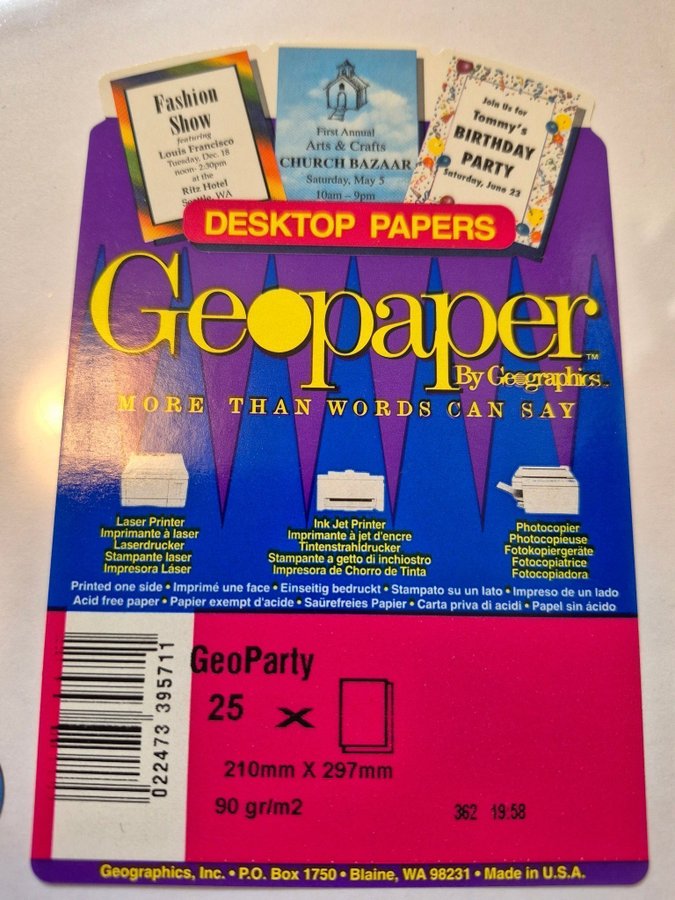 Fashion
Show
featuring
Louis Francisco
Tuesday, Dec. 18
noon- 2:30pm
at the
Ritz Hotel
Seattle, WA
First Annual
Arts & Crafts
CHURCH BAZAAR
Saturday, May 5
10am – 9pm
Join Us for
Tommy's
BIRTHDAY
PARTY
Saturday, June 23
DESKTOP PAPERS
Geopaper™
By Geographics™
MORE THAN WORDS CAN SAY
Laser Printer
Imprimante à laser
Laserdrucker
Stampante laser
Impresora Láser
Ink Jet Printer
Imprimante à jet d'encre
Tintenstrahldrucker
Stampante a getto di inchiostro
Impresora de Chorro de Tinta
Photocopier
Photocopieuse
Fotokopiergeräte
Fotocopiatrice
Fotocopiadora
Printed one side • Imprimé une face • Einseitig bedruckt • Stampato su un lato • Impreso de un lado
Acid free paper • Papier exempt d'acide • Saürefreies Papier • Carta priva di acidi • Papel sin ácido
022473 395711
GeoParty
25 x
210mm X 297mm
90 gr/m2
362 19:58
Geographics, Inc. • P.O. Box 1750 • Blaine, WA 98231 • Made in U.S.A.